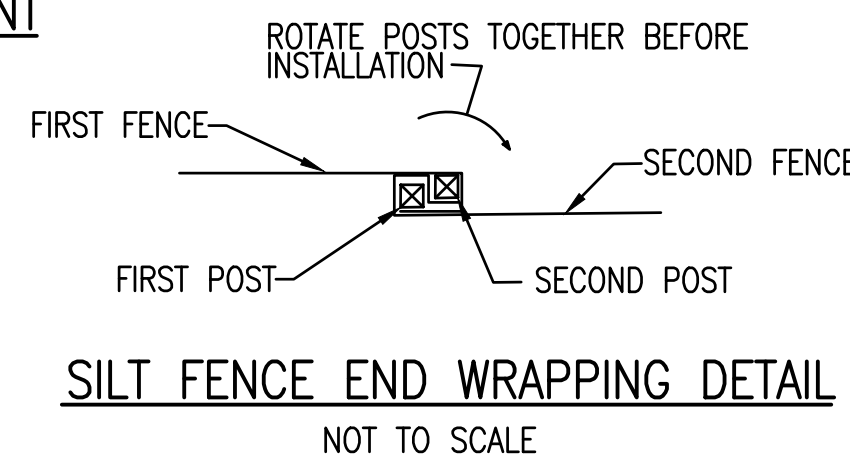 NT
ROTATE POSTS TOGETHER BEFORE
INSTALLATION
FIRST FENCE
SECOND FENCE
FIRST POST
SECOND POST
SILT FENCE END WRAPPING DETAIL
NOT TO SCALE